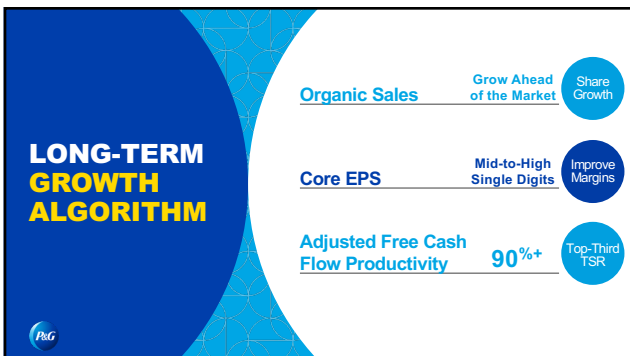 LONG-TERM
GROWTH
ALGORITHM
Organic Sales
Grow Ahead
of the Market
Share
Growth
Core EPS
Mid-to-High
Single Digits
Improve
Margins
Adjusted Free Cash
Flow Productivity
90%+
Top-Third
TSR
P&G